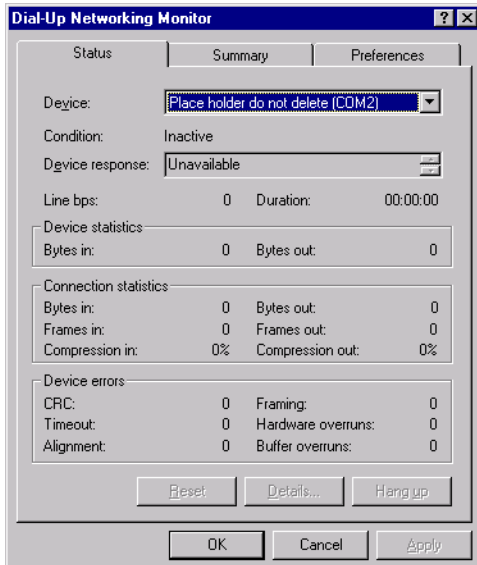 Dial-Up Networking Monitor
Status Summary Preferences
Device: Place holder do not delete (COM2)
Condition: Inactive
Device response: Unavailable
Line bps: 0 Duration: 00:00:00
Device statistics
Bytes in: 0 Bytes out: 0
Connection statistics
Bytes in: 0 Bytes out: 0
Frames in: 0 Frames out: 0
Compression in: 0% Compression out: 0%
Device errors
CRC: 0 Framing: 0
Timeout: 0 Hardware overruns: 0
Alignment: 0 Buffer overruns: 0
Reset Details... Hang up
OK Cancel Apply